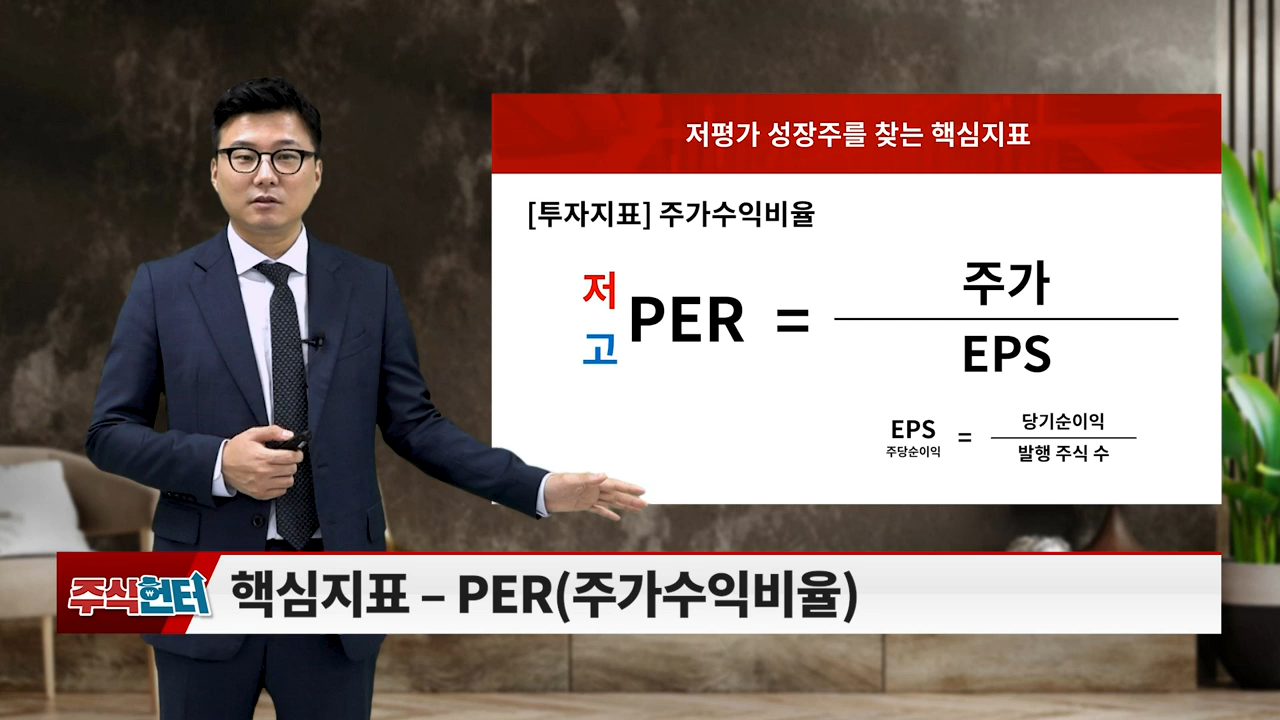 저평가 성장주를 찾는 핵심지표
[투자지표] 주가수익비율
저
고
PER = 주가
EPS
EPS = 당기순이익
주당순이익 발행 주식 수
주식헌터
핵심지표 – PER(주가수익비율)